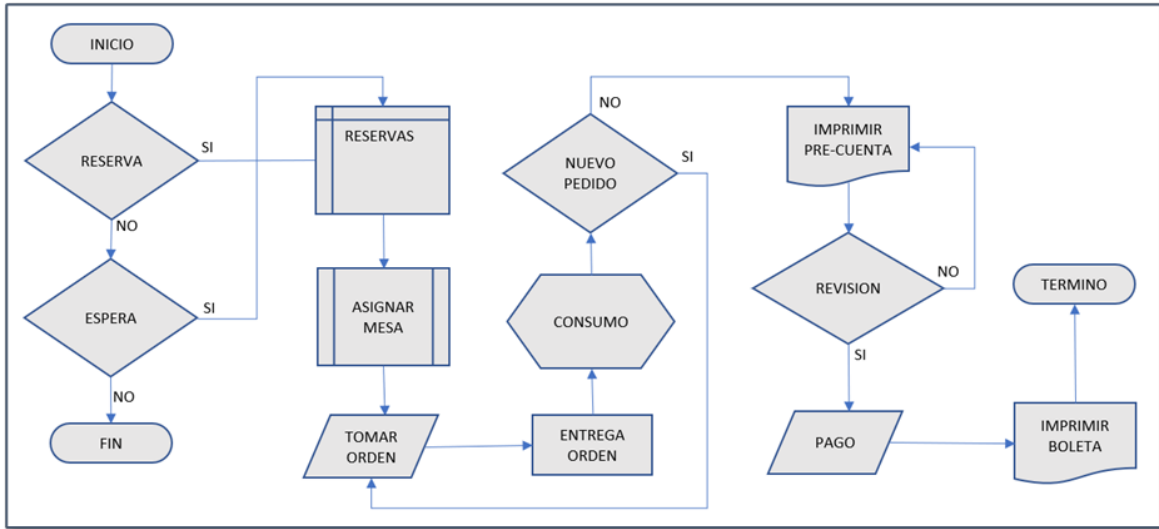 INICIO
RESERVA
SI
NO
ESPERA
SI
NO
FIN
RESERVAS
ASIGNAR
MESA
TOMAR
ORDEN
ENTREGA
ORDEN
CONSUMO
NUEVO
PEDIDO
SI
NO
IMPRIMIR
PRE-CUENTA
REVISION
NO
SI
PAGO
IMPRIMIR
BOLETA
TERMINO